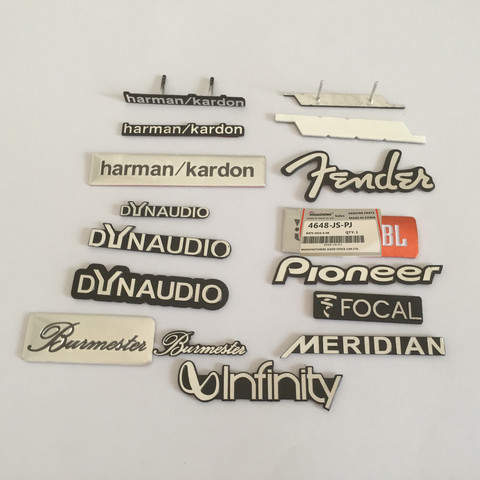 harman/kardon
harman/kardon
harman/kardon
Fender
DYNAUDIO
4648-JS-PJ
QTY: 1
BL
DYNAUDIO
Pioneer
DYNAUDIO
FOCAL
Burmester
Burmester
MERIDIAN
Infinity